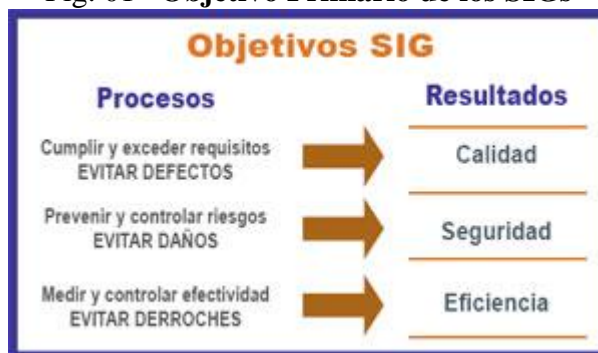 Fig. 01 Objetivo Primario de los SIGs
Objetivos SIG
Procesos
Resultados
Cumplir y exceder requisitos
EVITAR DEFECTOS
Calidad
Prevenir y controlar riesgos
EVITAR DAÑOS
Seguridad
Medir y controlar efectividad
EVITAR DERROCHES
Eficiencia